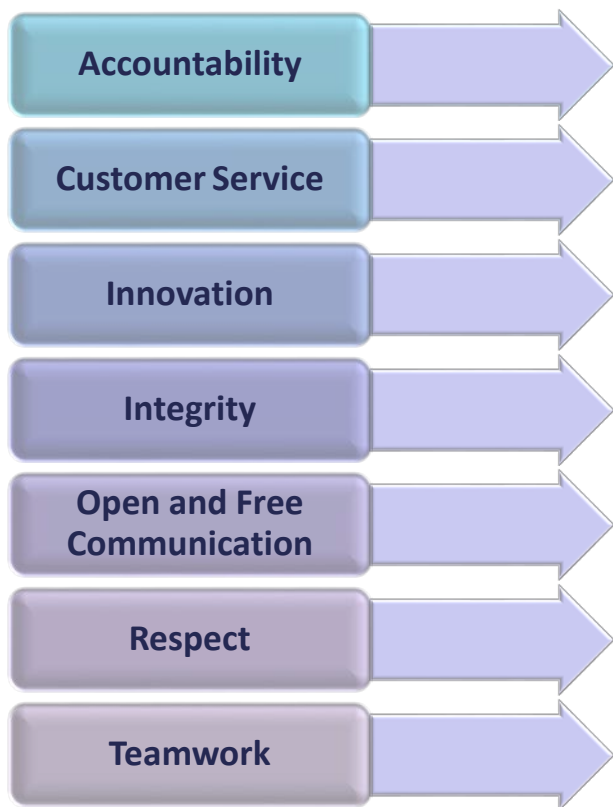 Accountability
Customer Service
Innovation
Integrity
Open and Free
Communication
Respect
Teamwork